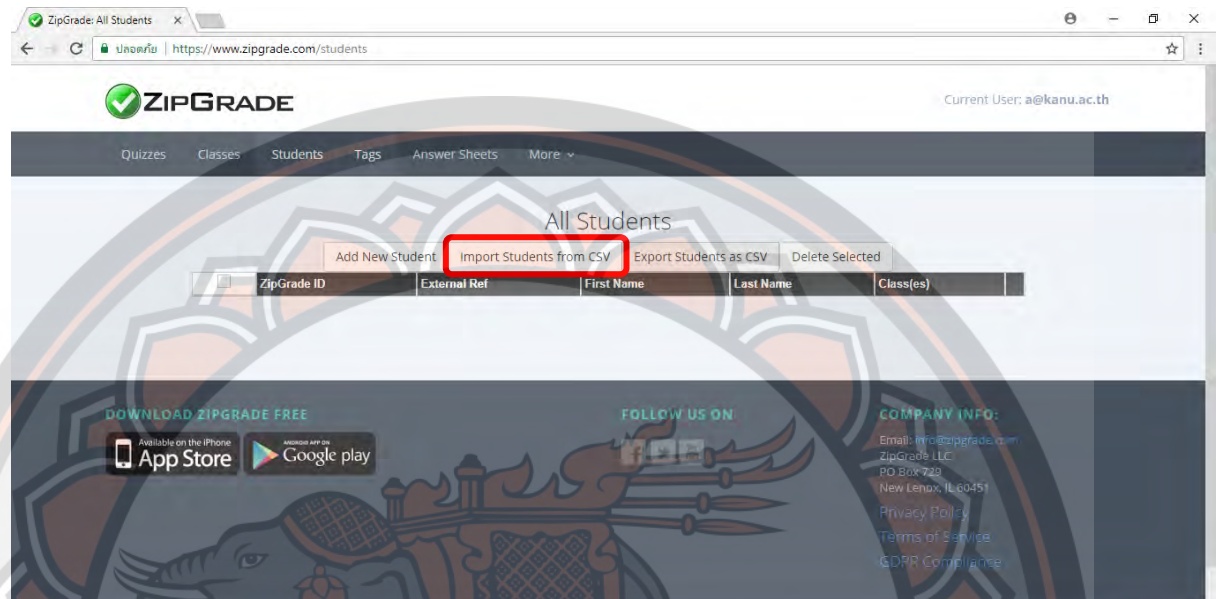 ZipGrade: All Students
ปลอดภัย | https://www.zipgrade.com/students
ZIPGRADE
Current User: a@kanu.ac.th
Quizzes Classes Students Tags Answer Sheets More
All Students
Add New Student Import Students from CSV Export Students as CSV Delete Selected
ZipGrade ID External Ref First Name Last Name Class(es)
DOWNLOAD ZIPGRADE FREE
Available on the iPhone
App Store
ANDROID APP ON
Google play
FOLLOW US ON
COMPANY INFO:
Email: info@zipgrade.com
ZipGrade LLC
PO Box 729
New Lenox, IL 60451
Privacy Policy
Terms of Service
GDPR Compliance